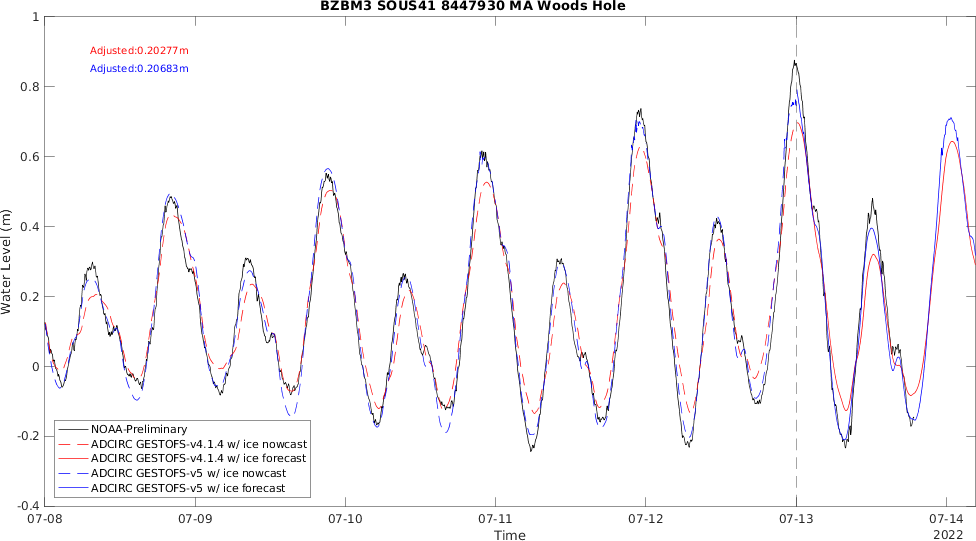 BZBM3 SOUS41 8447930 MA Woods Hole
Adjusted:0.20277m
Adjusted:0.20683m
Water Level (m)
1
0.8
0.6
0.4
0.2
0
-0.2
-0.4
NOAA-Preliminary
ADCIRC GESTOFS-v4.1.4 w/ ice nowcast
ADCIRC GESTOFS-v4.1.4 w/ ice forecast
ADCIRC GESTOFS-v5 w/ ice nowcast
ADCIRC GESTOFS-v5 w/ ice forecast
07-08 07-09 07-10 07-11 07-12 07-13 07-14
Time
2022